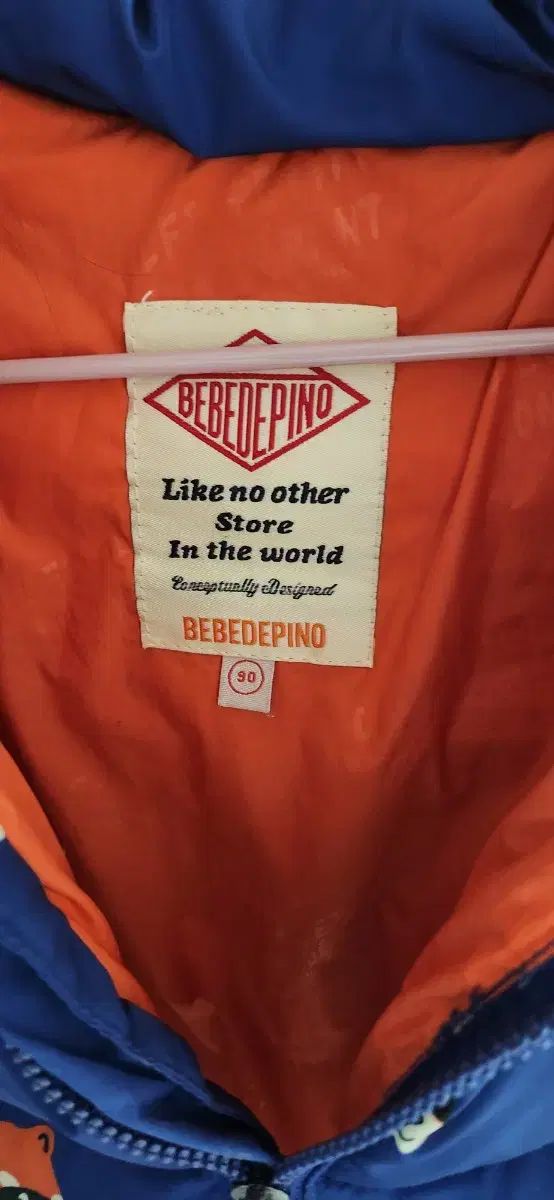 BEBEDEPINO
Like no other
Store
In the world
Conceptually Designed
BEBEDEPINO
90